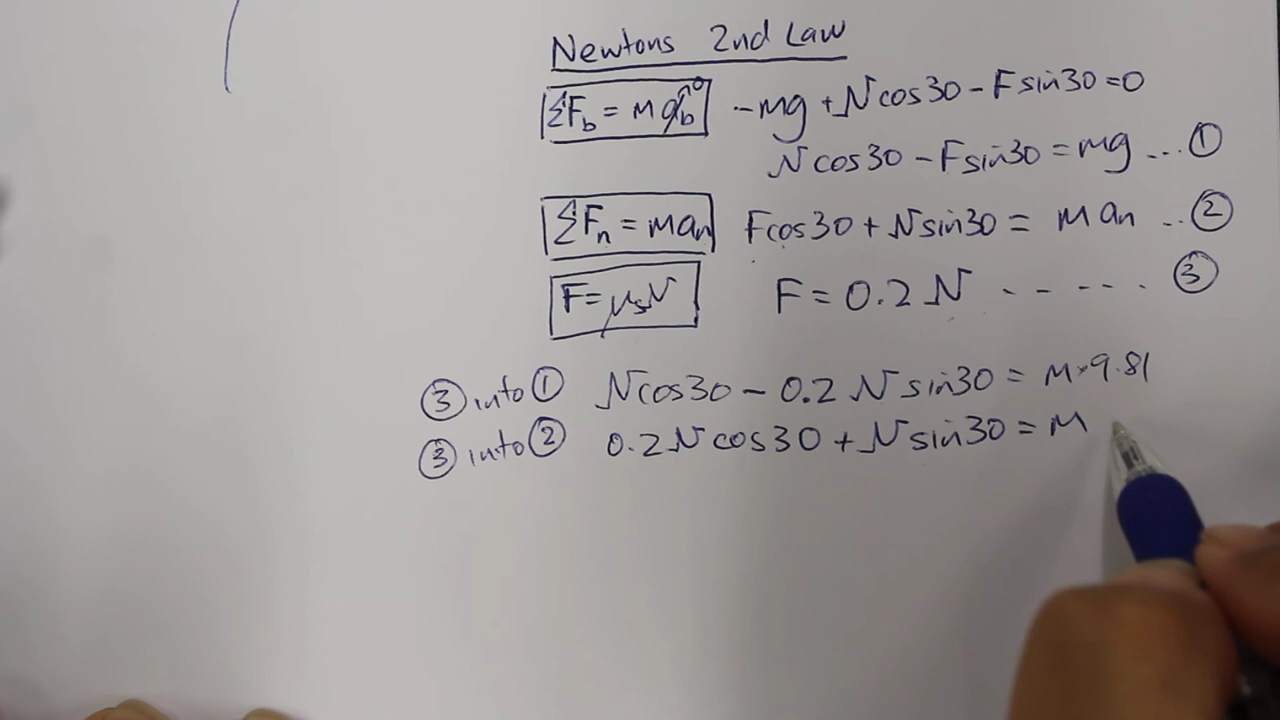 Newtons 2nd Law
ΣF_b = m a_b^0 -mg + N cos30 - F sin30 = 0
N cos30 - F sin30 = mg ... ①
ΣF_n = m a_n F cos30 + N sin30 = m a_n .. ②
F = μ_s N F = 0.2 N - - - - - . ③
③ into ① N cos30 - 0.2 N sin30 = m × 9.81
③ into ② 0.2 N cos30 + N sin30 = m